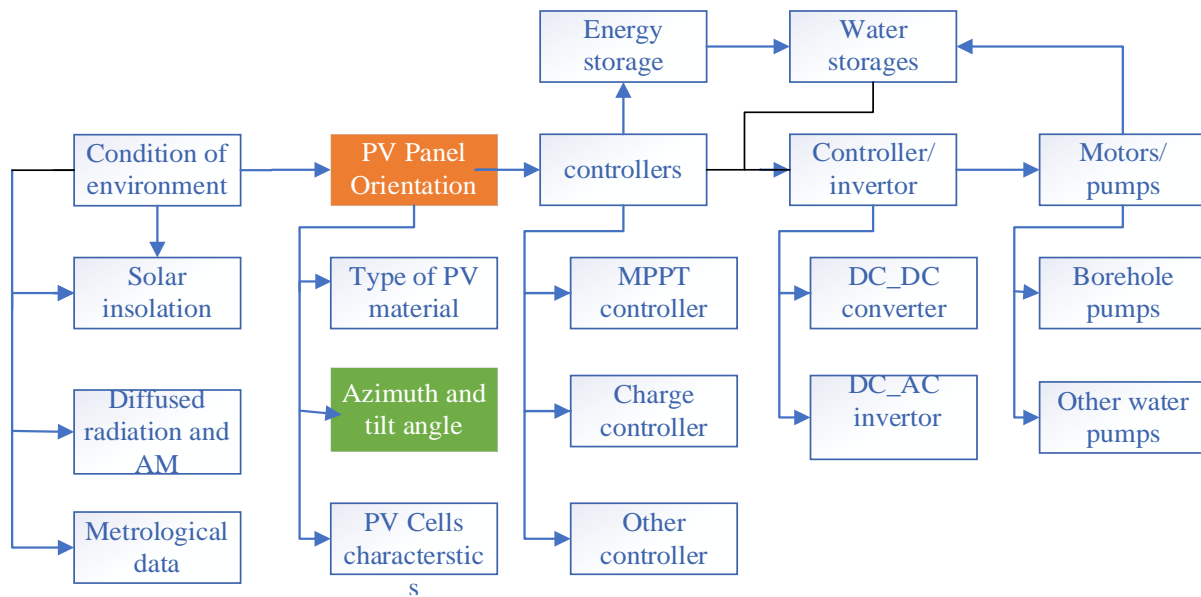 Energy
storage
Water
storages
Condition of
environment
PV Panel
Orientation
controllers
Controller/
invertor
Motors/
pumps
Solar
insolation
Type of PV
material
MPPT
controller
DC_DC
converter
Borehole
pumps
Diffused
radiation and
AM
Azimuth and
tilt angle
Charge
controller
DC_AC
invertor
Other water
pumps
Metrological
data
PV Cells
characterstic
s
Other
controller